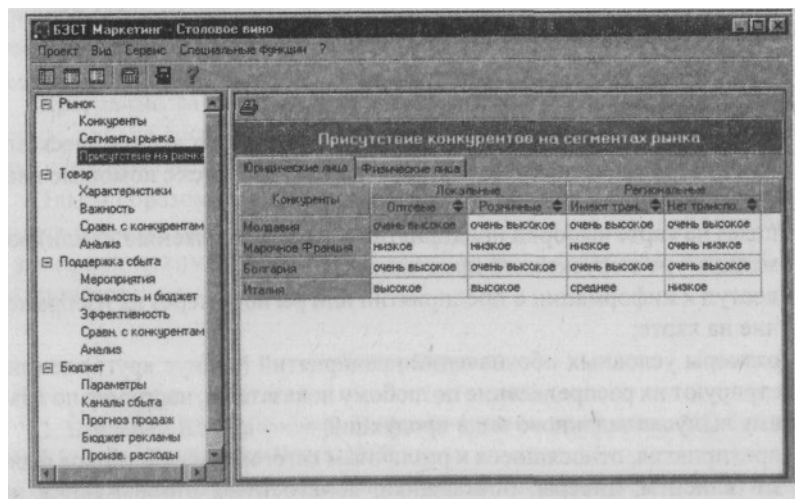 БЭСТ Маркетинг - Столовое вино
Проект Вид Сервис Специальные функции ?
Рынок
Конкуренты
Сегменты рынка
Присутствие на рынке
Товар
Характеристики
Важность
Сравн. с конкурентам
Анализ
Поддержка сбыта
Мероприятия
Стоимость и бюджет
Эффективность
Сравн. с конкурентам
Анализ
Бюджет
Параметры
Каналы сбыта
Прогноз продаж
Бюджет рекламы
Произв. расходы
Присутствие конкурентов на сегментах рынка
Юридические лица Физические лица
Конкуренты Локальные Региональные
Оптовые Розничные Имеют тран. Нет транспо.
Молдавия очень высокое очень высокое очень высокое очень высокое
Марочное Франция низкое низкое низкое очень низкое
Болгария очень высокое очень высокое очень высокое очень высокое
Италия высокое высокое среднее низкое